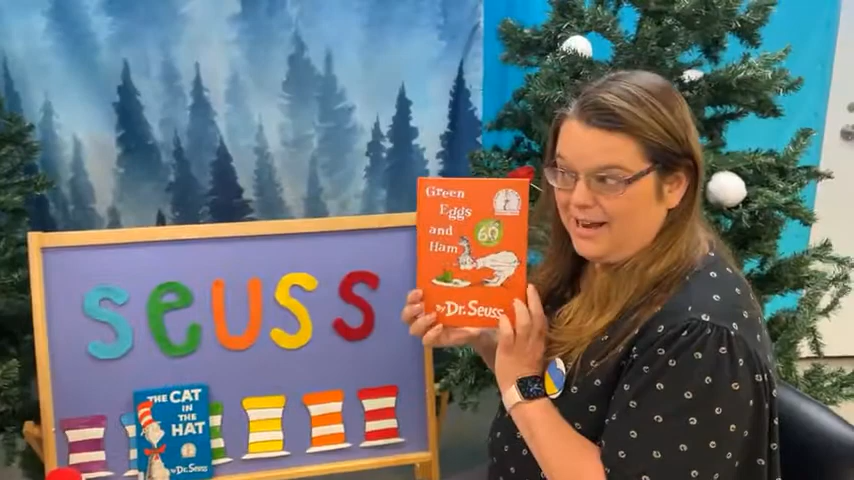 Green
Eggs
and
Ham
60
By Dr. Seuss
seuss
THE CAT
IN THE
HAT
By Dr. Seuss